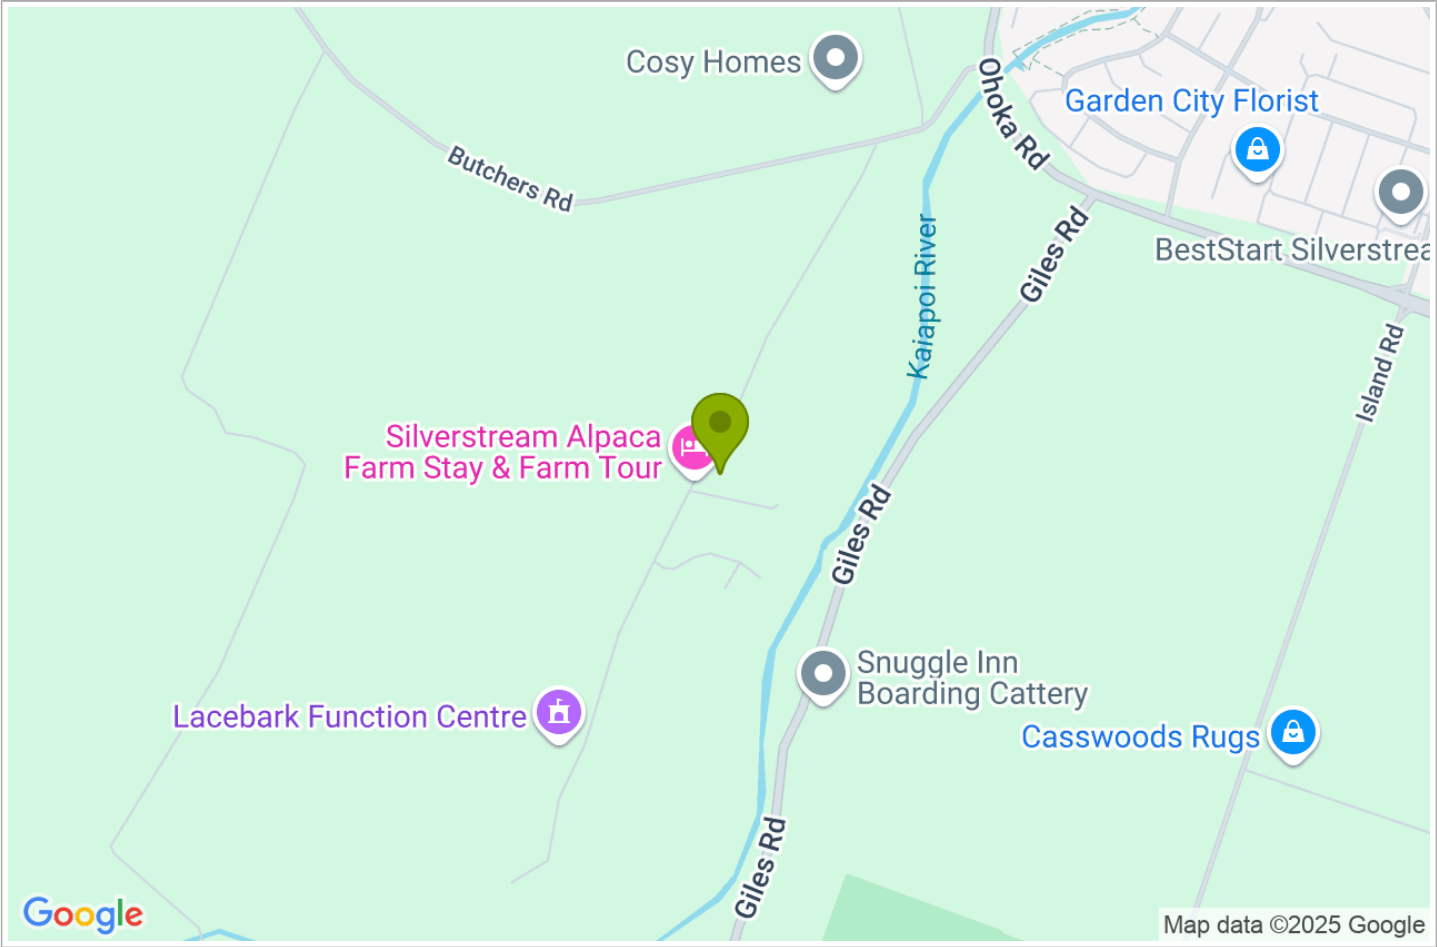 Cosy Homes
Ohoka Rd
Garden City Florist
Butchers Rd
BestStart Silverstrea
Giles Rd
Kaiapoi River
Island Rd
Silverstream Alpaca
Farm Stay & Farm Tour
Giles Rd
Snuggle Inn
Boarding Cattery
Lacebark Function Centre
Casswoods Rugs
Giles Rd
Google
Map data ©2025 Google